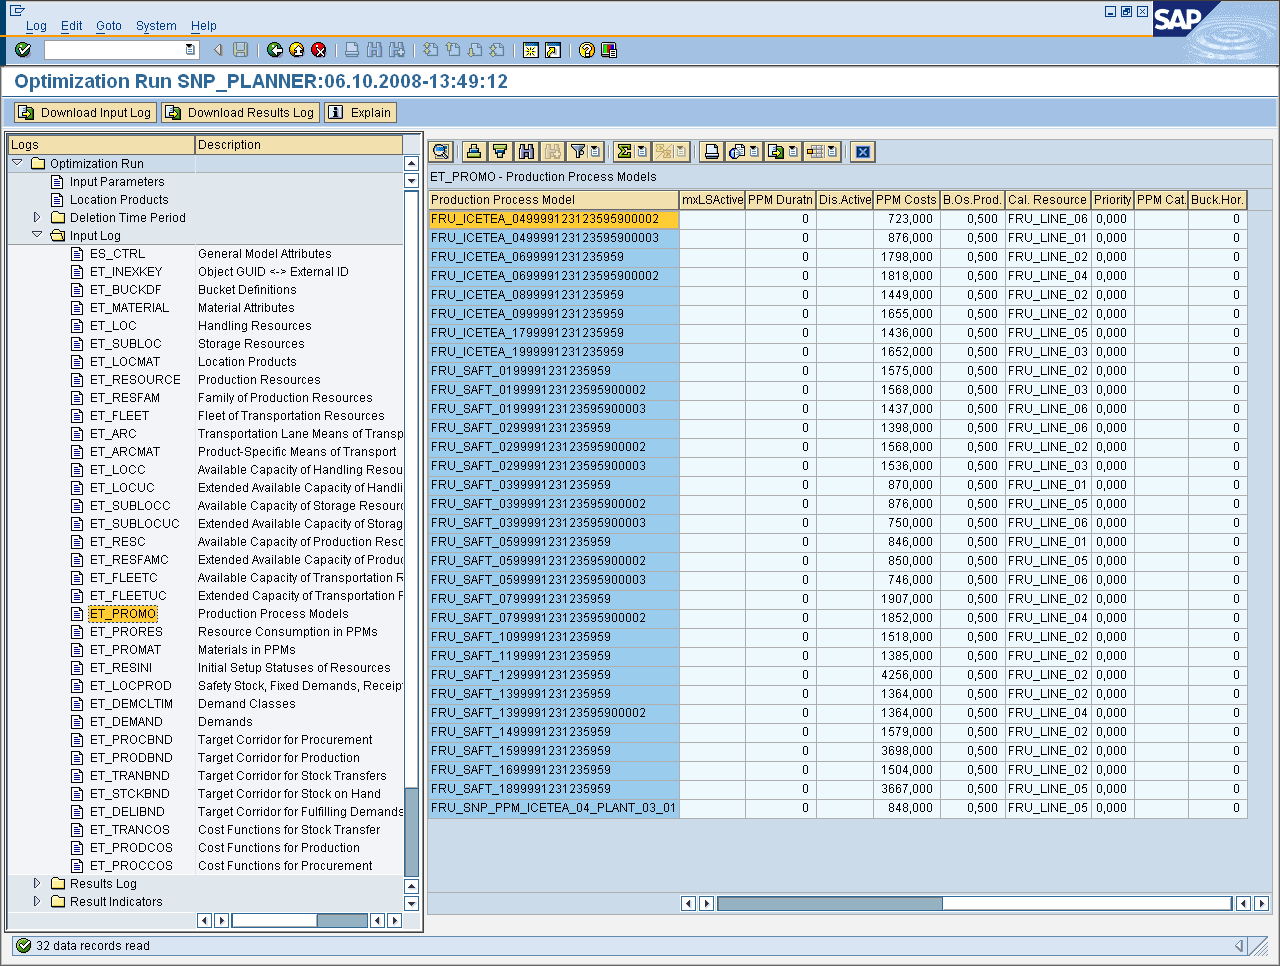 Log Edit Goto System Help
SAP
Optimization Run SNP_PLANNER:06.10.2008-13:49:12
Download Input Log Download Results Log Explain
Logs Description
Optimization Run
Input Parameters
Location Products
Deletion Time Period
Input Log
ES_CTRL General Model Attributes
ET_INEXKEY Object GUID <-> External ID
ET_BUCKDF Bucket Definitions
ET_MATERIAL Material Attributes
ET_LOC Handling Resources
ET_SUBLOC Storage Resources
ET_LOCMAT Location Products
ET_RESOURCE Production Resources
ET_RESFAM Family of Production Resources
ET_FLEET Fleet of Transportation Resources
ET_ARC Transportation Lane Means of Transp
ET_ARCMAT Product-Specific Means of Transport
ET_LOCC Available Capacity of Handling Resou
ET_LOCUC Extended Available Capacity of Handli
ET_SUBLOCC Available Capacity of Storage Resourc
ET_SUBLOCUC Extended Available Capacity of Storag
ET_RESC Available Capacity of Production Resc
ET_RESFAMC Extended Available Capacity of Produc
ET_FLEETC Available Capacity of Transportation R
ET_FLEETUC Extended Capacity of Transportation F
ET_PROMO Production Process Models
ET_PRORES Resource Consumption in PPMs
ET_PROMAT Materials in PPMs
ET_RESINI Initial Setup Statuses of Resources
ET_LOCPROD Safety Stock, Fixed Demands, Receip
ET_DEMCLTIM Demand Classes
ET_DEMAND Demands
ET_PROCBND Target Corridor for Procurement
ET_PRODBND Target Corridor for Production
ET_TRANBND Target Corridor for Stock Transfers
ET_STCKBND Target Corridor for Stock on Hand
ET_DELIBND Target Corridor for Fulfilling Demands
ET_TRANCOS Cost Functions for Stock Transfer
ET_PRODCOS Cost Functions for Production
ET_PROCCOS Cost Functions for Procurement
Results Log
Result Indicators
ET_PROMO - Production Process Models
Production Process Model mxLSActive PPM Duratn Dis.Active PPM Costs B.Os.Prod. Cal. Resource Priority PPM Cat. Buck.Hor.
FRU_ICETEA_049999123123595900002 0 723,000 0,500 FRU_LINE_06 0,000 0
FRU_ICETEA_049999123123595900003 0 876,000 0,500 FRU_LINE_01 0,000 0
FRU_ICETEA_0699991231235959 0 1798,000 0,500 FRU_LINE_02 0,000 0
FRU_ICETEA_069999123123595900002 0 1818,000 0,500 FRU_LINE_04 0,000 0
FRU_ICETEA_0899991231235959 0 1449,000 0,500 FRU_LINE_02 0,000 0
FRU_ICETEA_0999991231235959 0 1655,000 0,500 FRU_LINE_02 0,000 0
FRU_ICETEA_1799991231235959 0 1436,000 0,500 FRU_LINE_05 0,000 0
FRU_ICETEA_1999991231235959 0 1652,000 0,500 FRU_LINE_03 0,000 0
FRU_SAFT_0199991231235959 0 1575,000 0,500 FRU_LINE_02 0,000 0
FRU_SAFT_019999123123595900002 0 1568,000 0,500 FRU_LINE_03 0,000 0
FRU_SAFT_019999123123595900003 0 1437,000 0,500 FRU_LINE_06 0,000 0
FRU_SAFT_0299991231235959 0 1398,000 0,500 FRU_LINE_06 0,000 0
FRU_SAFT_029999123123595900002 0 1568,000 0,500 FRU_LINE_02 0,000 0
FRU_SAFT_029999123123595900003 0 1536,000 0,500 FRU_LINE_03 0,000 0
FRU_SAFT_0399991231235959 0 870,000 0,500 FRU_LINE_01 0,000 0
FRU_SAFT_039999123123595900002 0 876,000 0,500 FRU_LINE_05 0,000 0
FRU_SAFT_039999123123595900003 0 750,000 0,500 FRU_LINE_06 0,000 0
FRU_SAFT_0599991231235959 0 846,000 0,500 FRU_LINE_01 0,000 0
FRU_SAFT_059999123123595900002 0 850,000 0,500 FRU_LINE_05 0,000 0
FRU_SAFT_059999123123595900003 0 746,000 0,500 FRU_LINE_06 0,000 0
FRU_SAFT_0799991231235959 0 1907,000 0,500 FRU_LINE_02 0,000 0
FRU_SAFT_079999123123595900002 0 1852,000 0,500 FRU_LINE_04 0,000 0
FRU_SAFT_1099991231235959 0 1518,000 0,500 FRU_LINE_02 0,000 0
FRU_SAFT_1199991231235959 0 1385,000 0,500 FRU_LINE_02 0,000 0
FRU_SAFT_1299991231235959 0 4256,000 0,500 FRU_LINE_02 0,000 0
FRU_SAFT_1399991231235959 0 1364,000 0,500 FRU_LINE_02 0,000 0
FRU_SAFT_139999123123595900002 0 1364,000 0,500 FRU_LINE_04 0,000 0
FRU_SAFT_1499991231235959 0 1579,000 0,500 FRU_LINE_02 0,000 0
FRU_SAFT_1599991231235959 0 3698,000 0,500 FRU_LINE_02 0,000 0
FRU_SAFT_1699991231235959 0 1504,000 0,500 FRU_LINE_02 0,000 0
FRU_SAFT_1899991231235959 0 3667,000 0,500 FRU_LINE_05 0,000 0
FRU_SNP_PPM_ICETEA_04_PLANT_03_01 0 848,000 0,500 FRU_LINE_05 0,000 0
32 data records read